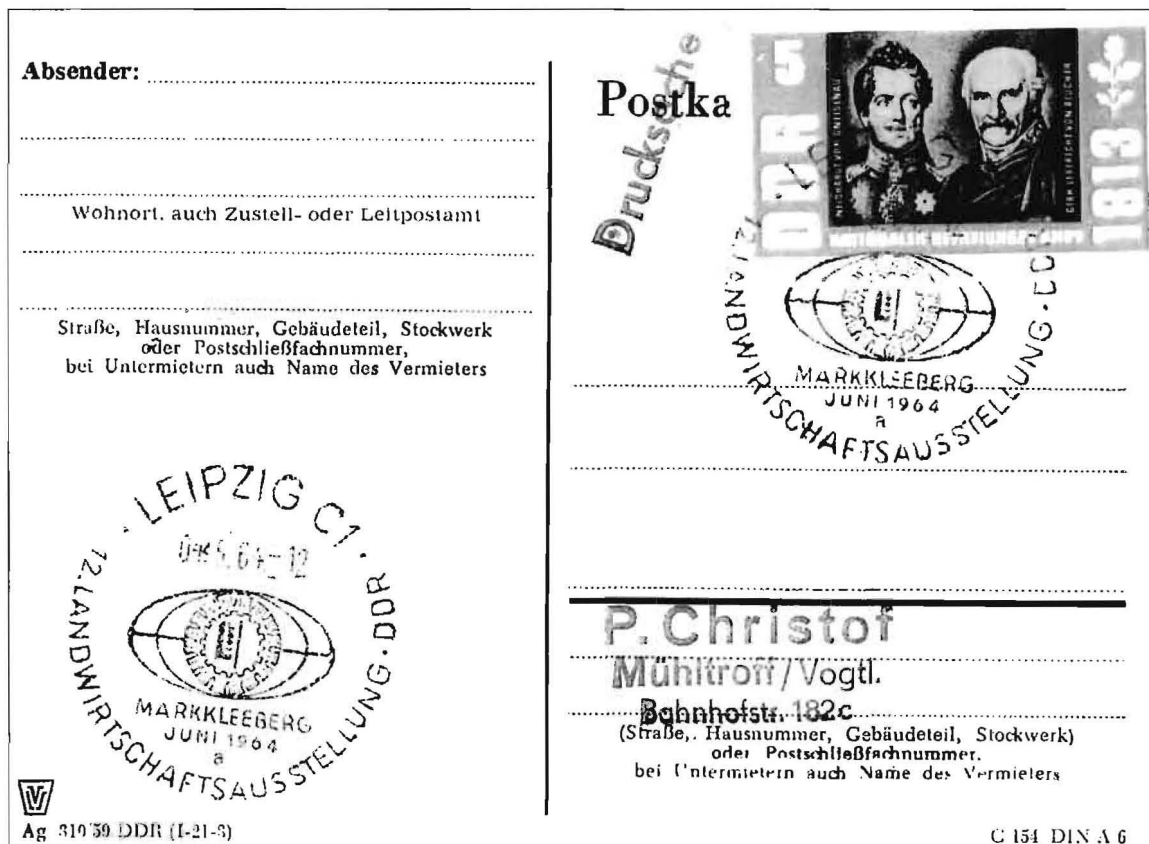 Absender:
Wohnort, auch Zustell- oder Leitpostamt
Straße, Hausnummer, Gebäudeteil, Stockwerk
oder Postschließfachnummer,
bei Untermietern auch Name des Vermieters
LEIPZIG C1
12. LANDWIRTSCHAFTSAUSSTELLUNG · DDR
MARKKLEEBERG
JUNI 1964
a
Ag 310 59 DDR (I-21-3)
Postka
Drucksache
DDR 5
1813
NEIDHARDT VON GNEISENAU
12. LANDWIRTSCHAFTSAUSSTELLUNG ·
MARKKLEEBERG
JUNI 1964
a
P. Christof
Mühltroff/Vogtl.
Bahnhofstr. 182c
(Straße, Hausnummer, Gebäudeteil, Stockwerk)
oder Postschließfachnummer,
bei Untermietern auch Name des Vermieters
C 154 DIN A 6